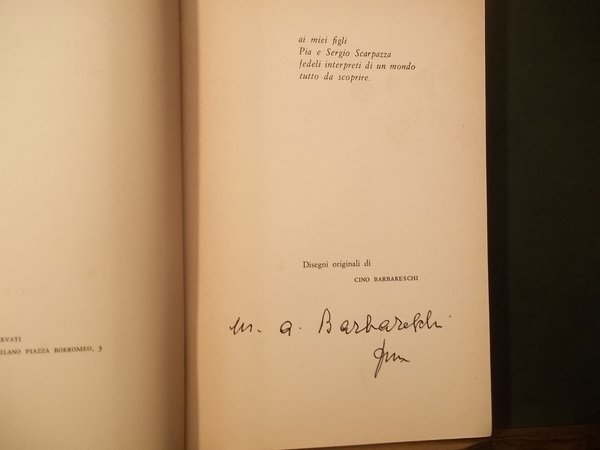 ai miei figli
Pia e Sergio Scarpazza
fedeli interpreti di un mondo
tutto da scoprire.
Disegni originali di
CINO BARBARESCHI
m. a. Barbareschi
RVATI
ILANO PIAZZA BORROMEO, 5